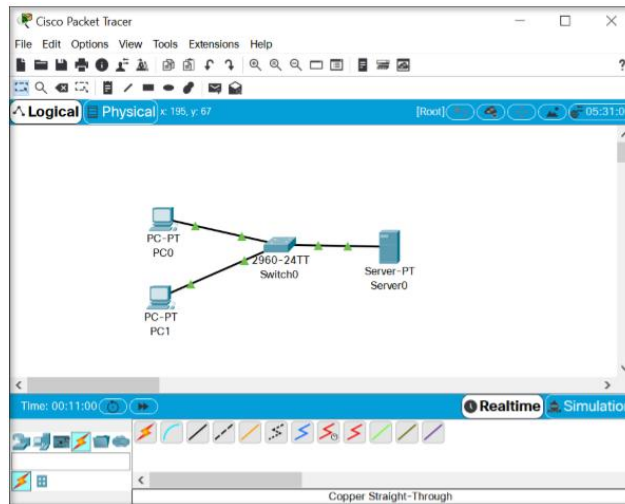 Cisco Packet Tracer
File Edit Options View Tools Extensions Help
?
Logical Physical x: 195, y: 67 [Root] 05:31:0
PC-PT
PC0
2960-24TT
Switch0
Server-PT
Server0
PC-PT
PC1
Time: 00:11:00 Realtime Simulation
Copper Straight-Through